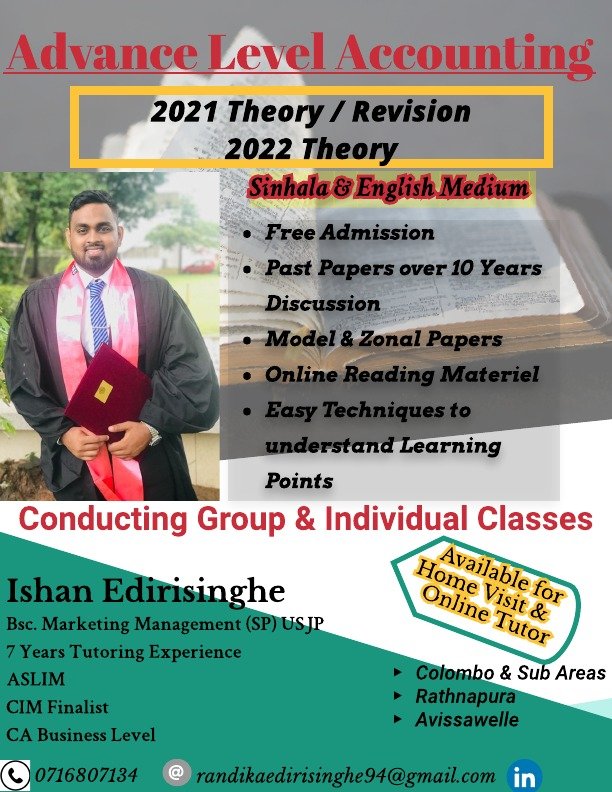 Advance Level Accounting
2021 Theory / Revision
2022 Theory
Sinhala & English Medium
Free Admission
Past Papers over 10 Years
Discussion
Model & Zonal Papers
Online Reading Materiel
Easy Techniques to
understand Learning
Points
Conducting Group & Individual Classes
Ishan Edirisinghe
Bsc. Marketing Management (SP) USJP
7 Years Tutoring Experience
ASLIM
CIM Finalist
CA Business Level
Available for
Home Visit &
Online Tutor
Colombo & Sub Areas
Rathnapura
Avissawelle
0716807134
@ randikaedirisinghe94@gmail.com
in